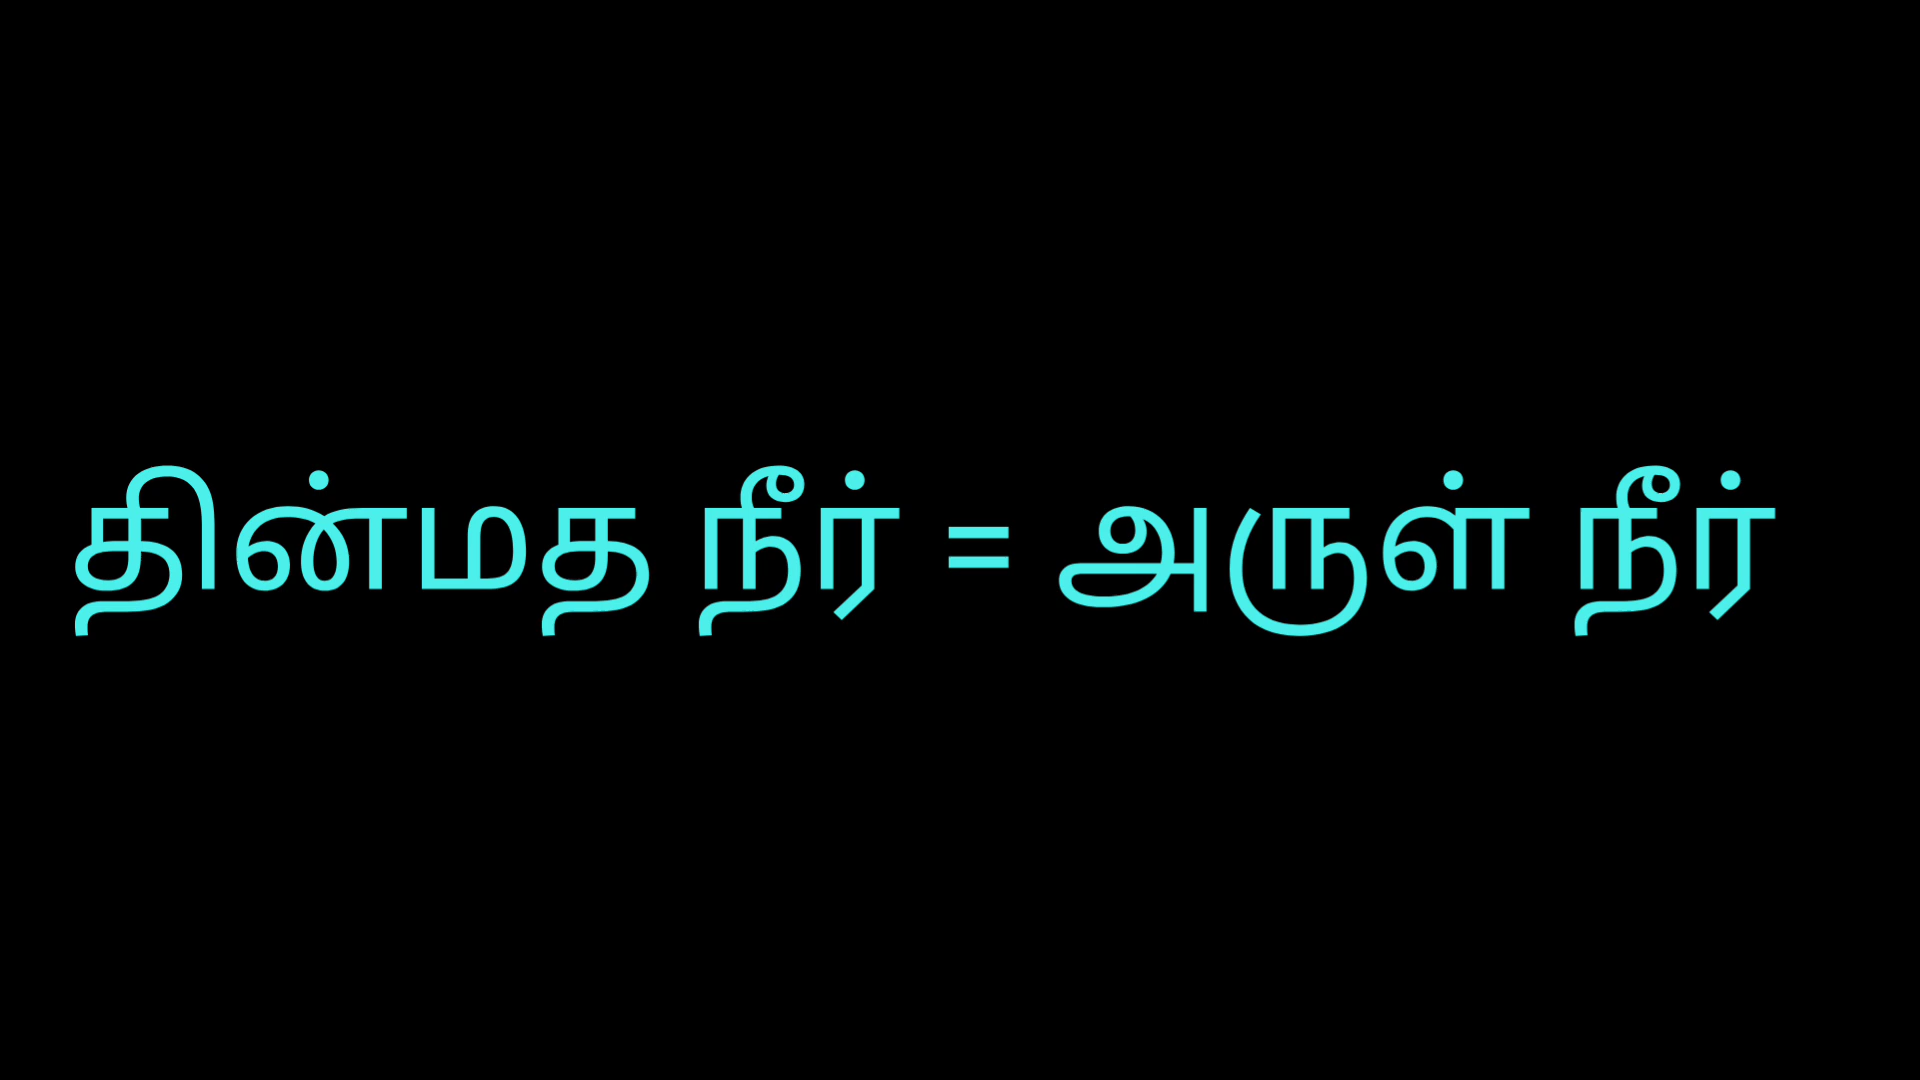 தின்மத நீர் = அருள் நீர்